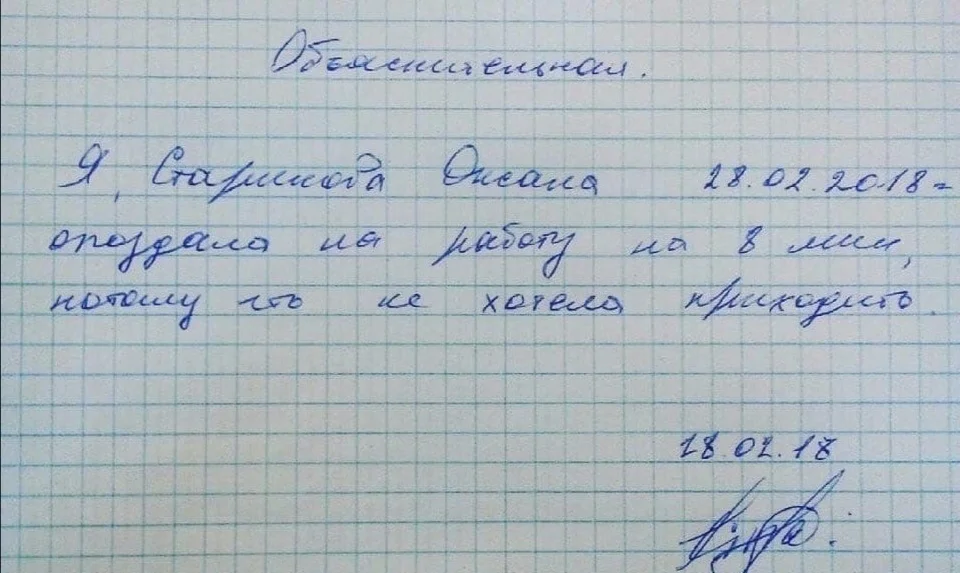 Объяснительная.
Я, Старикова Оксана 28.02.2018г
опоздала на работу на 8 мин,
потому что не хотела приходить.
28.02.18